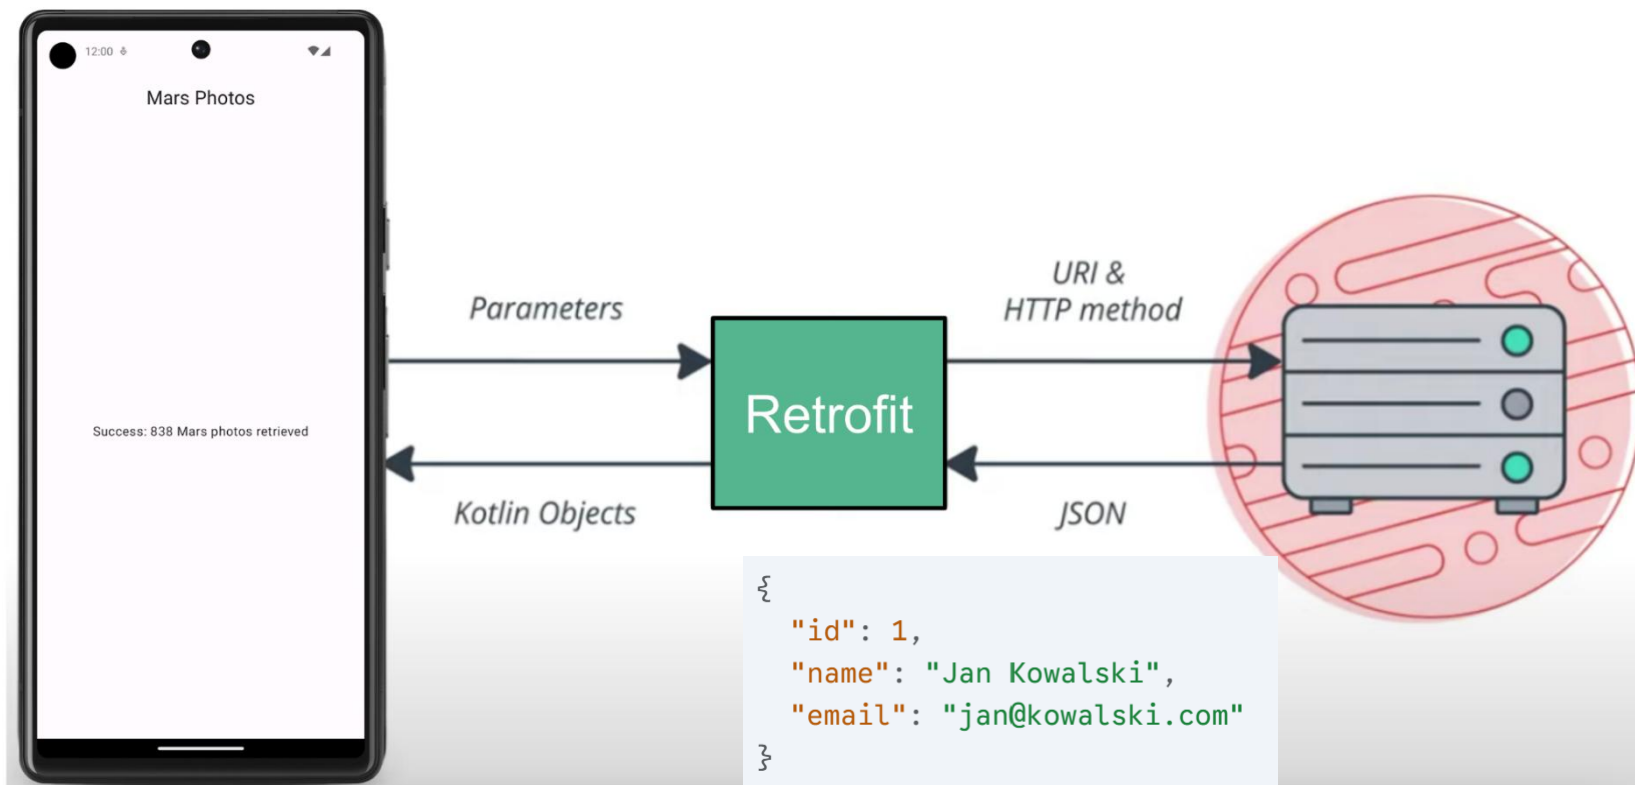 12:00
Mars Photos
Success: 838 Mars photos retrieved
Parameters
Kotlin Objects
Retrofit
URI &
HTTP method
JSON
{
"id": 1,
"name": "Jan Kowalski",
"email": "jan@kowalski.com"
}